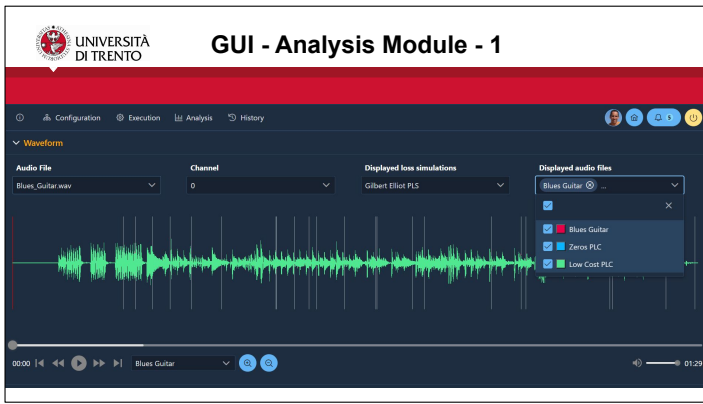 UNIVERSITÀ
DI TRENTO
GUI - Analysis Module - 1
Configuration Execution Analysis History 5
Waveform
Audio File Channel Displayed loss simulations Displayed audio files
Blues_Guitar.wav 0 Gilbert Elliot PLS Blues Guitar ...
Blues Guitar
Zeros PLC
Low Cost PLC
00:00 Blues Guitar 01:29